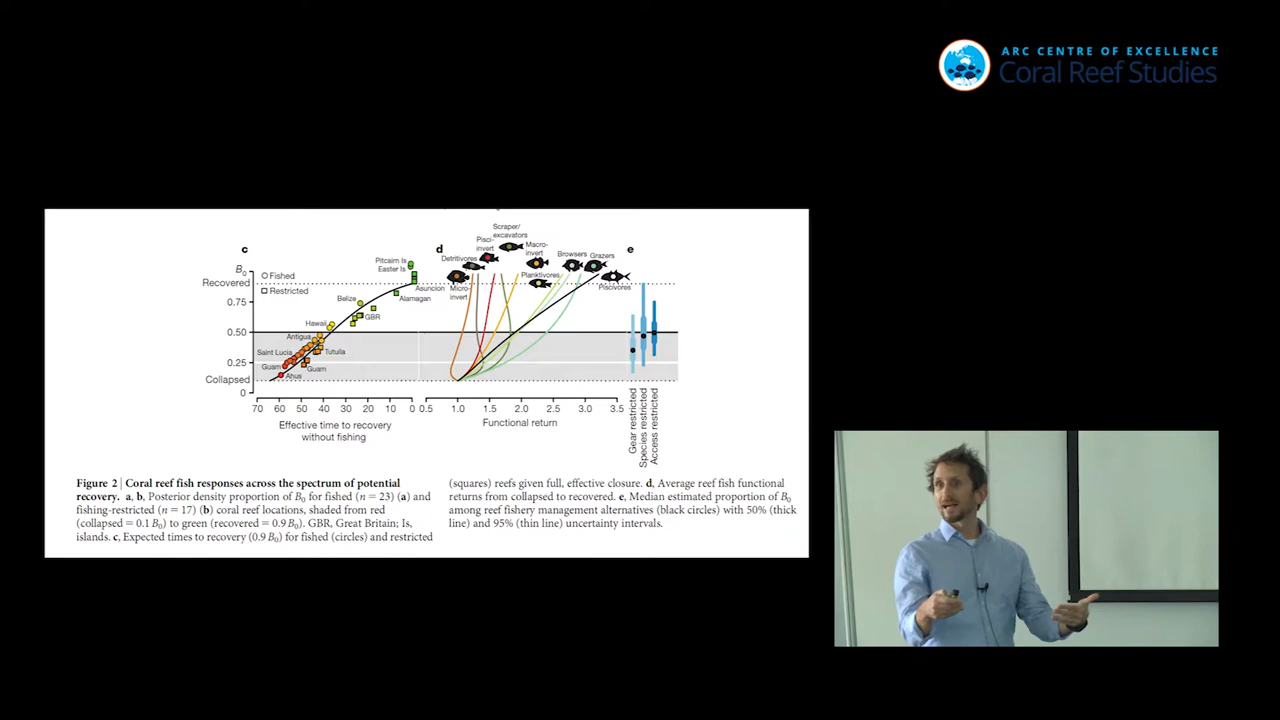 ARC CENTRE OF EXCELLENCE
Coral Reef Studies
c
B0
Recovered
0.75
0.50
0.25
Collapsed
0
Fished
Restricted
Pitcairn Is
Easter Is
Asuncion
Alamagan
Belize
GBR
Hawaii
Antigua
Saint Lucia
Tutuila
Guam
Guam
Ahus
70 60 50 40 30 20 10 0
Effective time to recovery
without fishing
d
Scraper/
excavators
Pisci-
invert
Macro-
invert
Detritivores
Browsers
Grazers
Planktivores
Piscivores
Micro-
invert
0.5 1.0 1.5 2.0 2.5 3.0 3.5
Functional return
e
Gear restricted
Species restricted
Access restricted
Figure 2 | Coral reef fish responses across the spectrum of potential
recovery. a, b, Posterior density proportion of B0 for fished (n = 23) (a) and
fishing-restricted (n = 17) (b) coral reef locations, shaded from red
(collapsed = 0.1 B0) to green (recovered = 0.9 B0). GBR, Great Britain; Is,
islands. c, Expected times to recovery (0.9 B0) for fished (circles) and restricted
(squares) reefs given full, effective closure. d, Average reef fish functional
returns from collapsed to recovered. e, Median estimated proportion of B0
among reef fishery management alternatives (black circles) with 50% (thick
line) and 95% (thin line) uncertainty intervals.